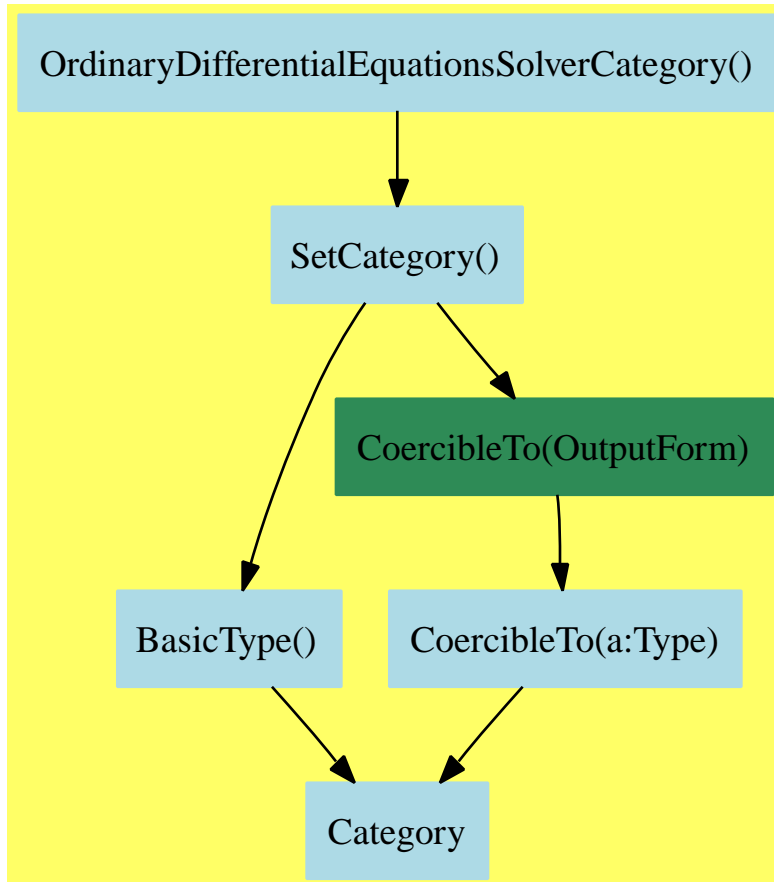 OrdinaryDifferentialEquationsSolverCategory()
SetCategory()
CoercibleTo(OutputForm)
BasicType()
CoercibleTo(a:Type)
Category